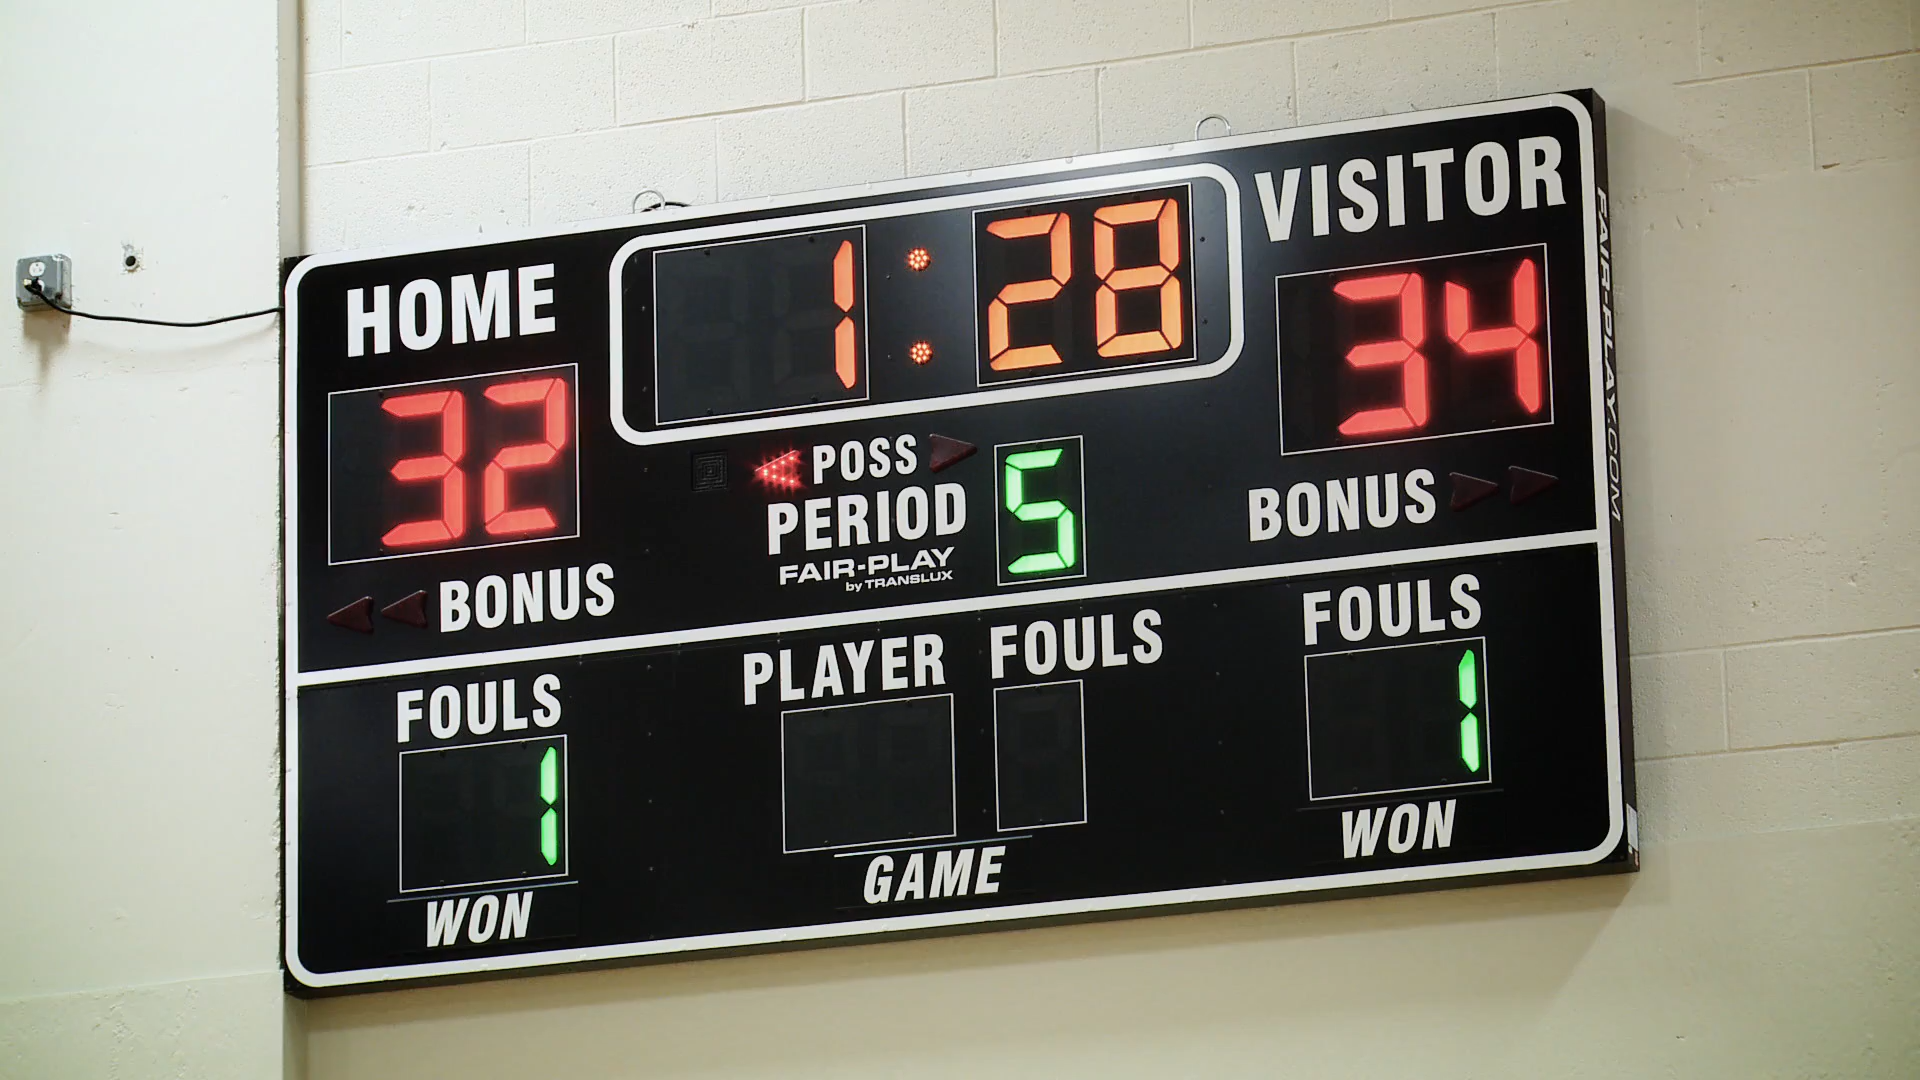 HOME
1:28
VISITOR
32
34
POSS
PERIOD
5
FAIR-PLAY
by TRANSLUX
BONUS
BONUS
FOULS
PLAYER
FOULS
FOULS
1
1
WON
GAME
WON
FAIR-PLAY.COM